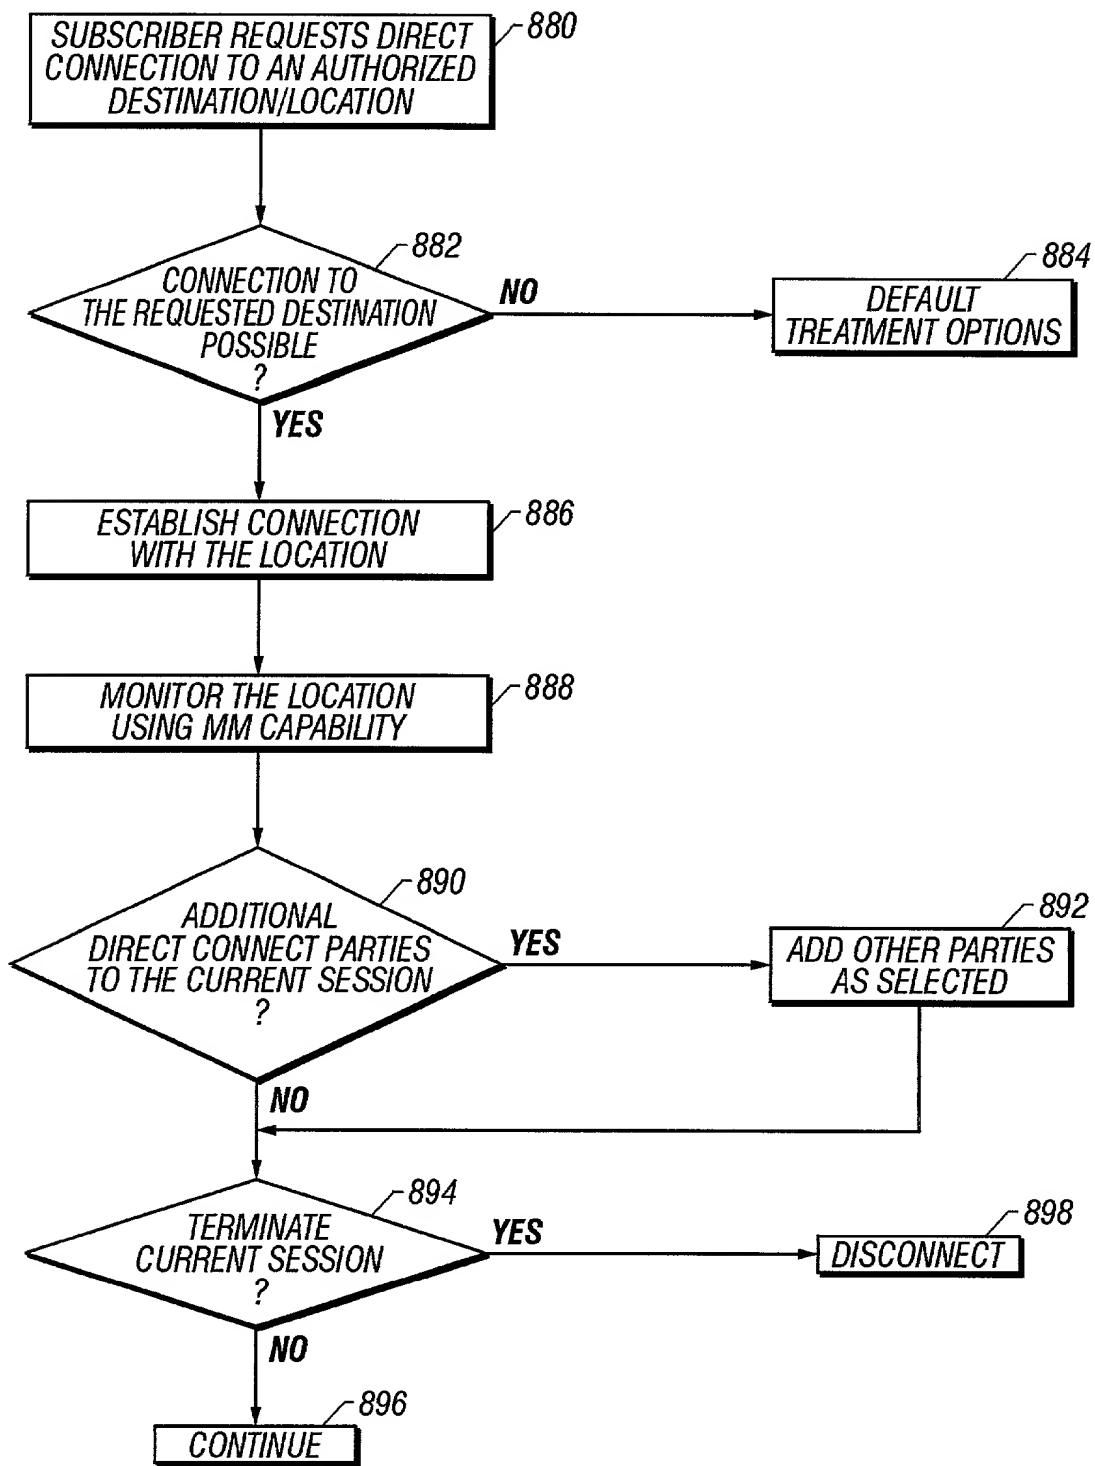 880
SUBSCRIBER REQUESTS DIRECT
CONNECTION TO AN AUTHORIZED
DESTINATION/LOCATION
882
CONNECTION TO
THE REQUESTED DESTINATION
POSSIBLE
?
NO
884
DEFAULT
TREATMENT OPTIONS
YES
886
ESTABLISH CONNECTION
WITH THE LOCATION
888
MONITOR THE LOCATION
USING MM CAPABILITY
890
ADDITIONAL
DIRECT CONNECT PARTIES
TO THE CURRENT SESSION
?
YES
892
ADD OTHER PARTIES
AS SELECTED
NO
894
TERMINATE
CURRENT SESSION
?
YES
898
DISCONNECT
NO
896
CONTINUE